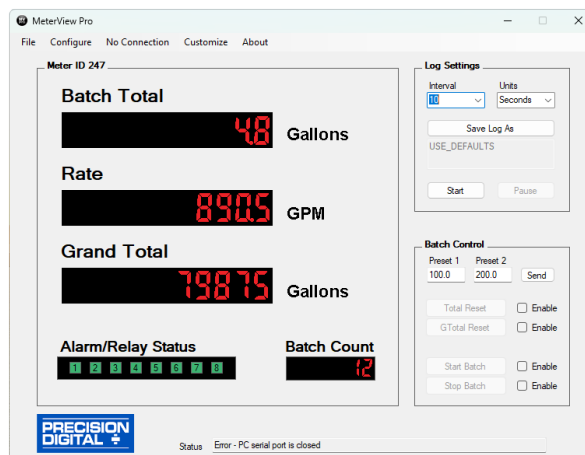 MeterView Pro
File Configure No Connection Customize About
Meter ID 247
Batch Total
4.8 Gallons
Rate
890.5 GPM
Grand Total
79875 Gallons
Alarm/Relay Status
1 2 3 4 5 6 7 8
Batch Count
12
Log Settings
Interval Units
10 Seconds
Save Log As
USE_DEFAULTS
Start Pause
Batch Control
Preset 1 Preset 2
100.0 200.0 Send
Total Reset Enable
GTotal Reset Enable
Start Batch Enable
Stop Batch Enable
PRECISION
DIGITAL
Status Error - PC serial port is closed